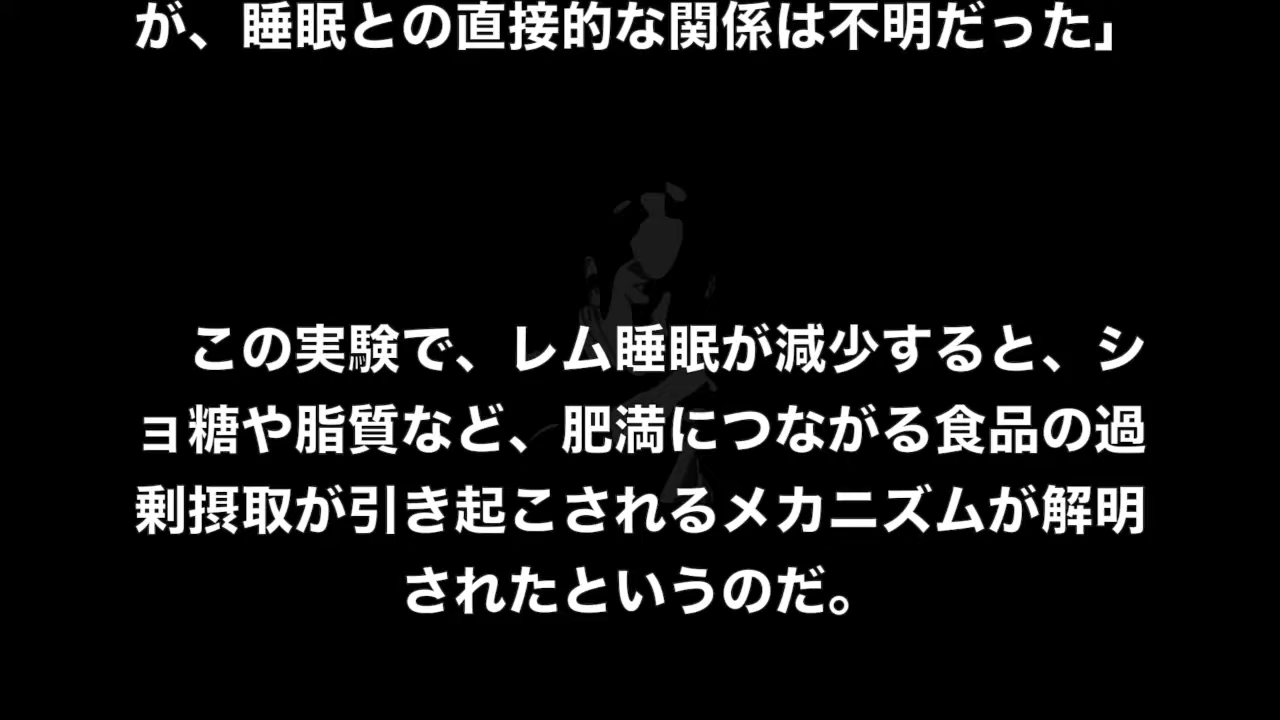 が、睡眠との直接的な関係は不明だった」
この実験で、レム睡眠が減少すると、シ
ョ糖や脂質など、肥満につながる食品の過
剰摂取が引き起こされるメカニズムが解明
されたというのだ。